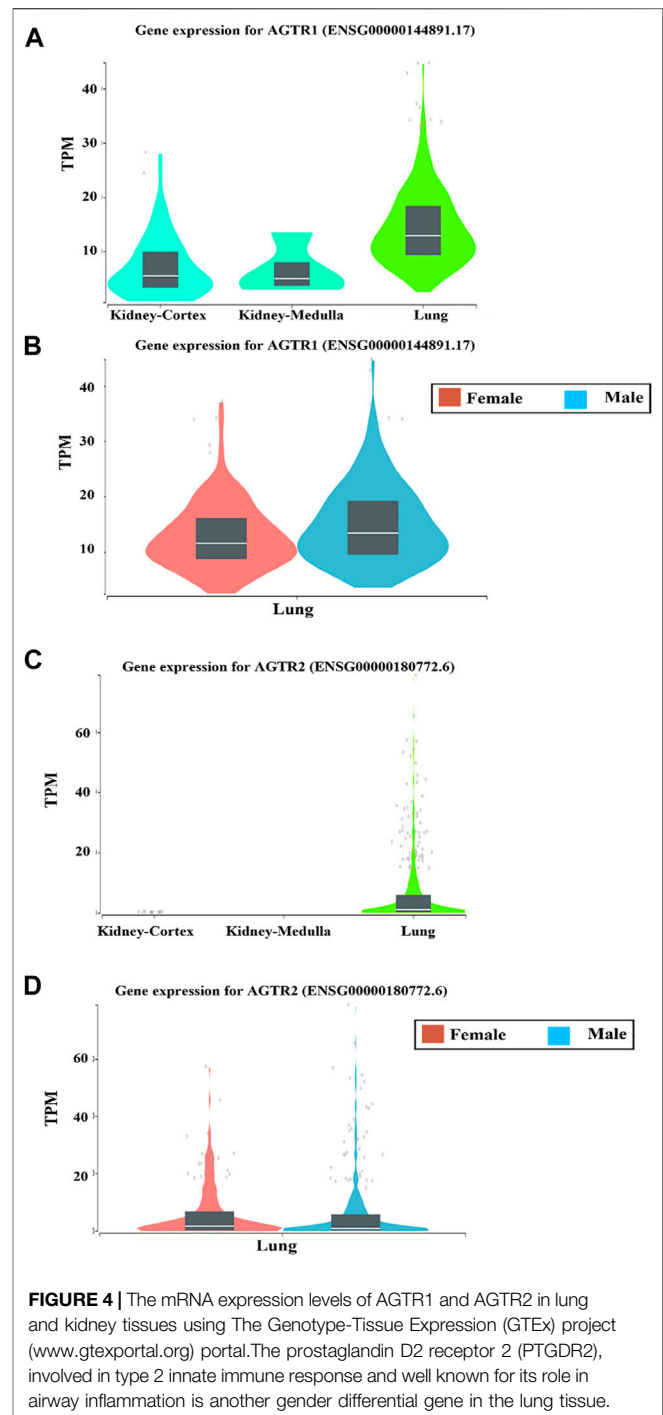 A
Gene expression for AGTR1 (ENSG00000144891.17)
TPM
40
30
20
10
Kidney-Cortex Kidney-Medulla Lung
B
Gene expression for AGTR1 (ENSG00000144891.17)
Female Male
TPM
40
30
20
10
Lung
C
Gene expression for AGTR2 (ENSG00000180772.6)
TPM
60
40
20
Kidney-Cortex Kidney-Medulla Lung
D
Gene expression for AGTR2 (ENSG00000180772.6)
Female Male
TPM
60
40
20
Lung
FIGURE 4 | The mRNA expression levels of AGTR1 and AGTR2 in lung
and kidney tissues using The Genotype-Tissue Expression (GTEx) project
(www.gtexportal.org) portal.The prostaglandin D2 receptor 2 (PTGDR2),
involved in type 2 innate immune response and well known for its role in
airway inflammation is another gender differential gene in the lung tissue.